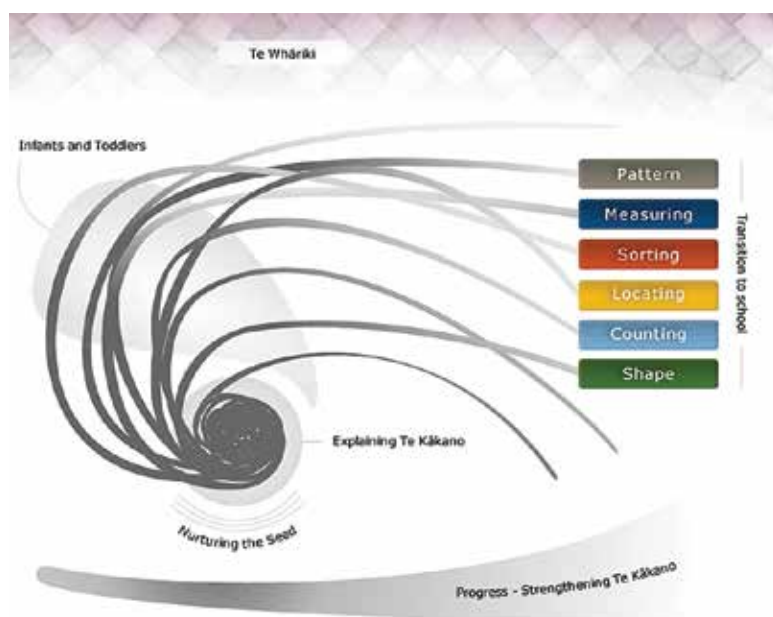 Te Whāriki
Infants and Toddlers
Pattern
Measuring
Sorting
Locating
Counting
Shape
Transition to school
Explaining Te Kākano
Nurturing the Seed
Progress - Strengthening Te Kākano